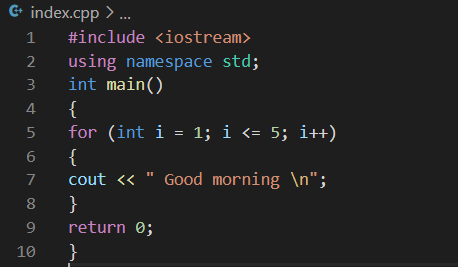 index.cpp > ...
1 #include <iostream>
2 using namespace std;
3 int main()
4 {
5 for (int i = 1; i <= 5; i++)
6 {
7 cout << " Good morning \n";
8 }
9 return 0;
10 }